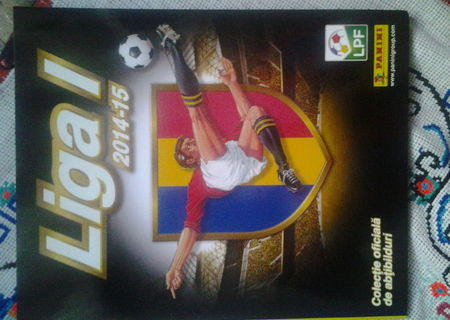 Liga I
2014-15
LPF
PANINI
www.paninigroup.com
Colecție oficială
de abțibilduri